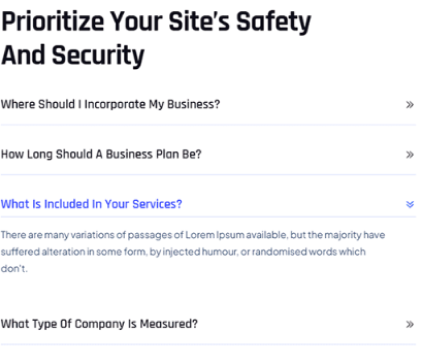 Prioritize Your Site's Safety
And Security
Where Should I Incorporate My Business?
How Long Should A Business Plan Be?
What Is Included In Your Services?
There are many variations of passages of Lorem Ipsum available, but the majority have
suffered alteration in some form, by injected humour, or randomised words which
don't.
What Type Of Company Is Measured?